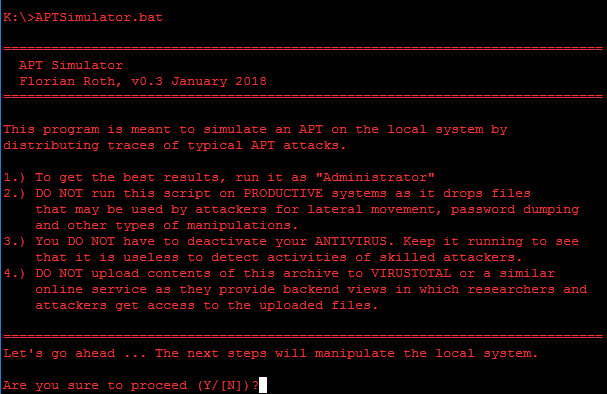 K:\>APTSimulator.bat
===========================================================================
APT Simulator
Florian Roth, v0.3 January 2018
===========================================================================
This program is meant to simulate an APT on the local system by
distributing traces of typical APT attacks.
1.) To get the best results, run it as "Administrator"
2.) DO NOT run this script on PRODUCTIVE systems as it drops files
that may be used by attackers for lateral movement, password dumping
and other types of manipulations.
3.) You DO NOT have to deactivate your ANTIVIRUS. Keep it running to see
that it is useless to detect activities of skilled attackers.
4.) DO NOT upload contents of this archive to VIRUSTOTAL or a similar
online service as they provide backend views in which researchers and
attackers get access to the uploaded files.
===========================================================================
Let's go ahead ... The next steps will manipulate the local system.
Are you sure to proceed (Y/[N])?